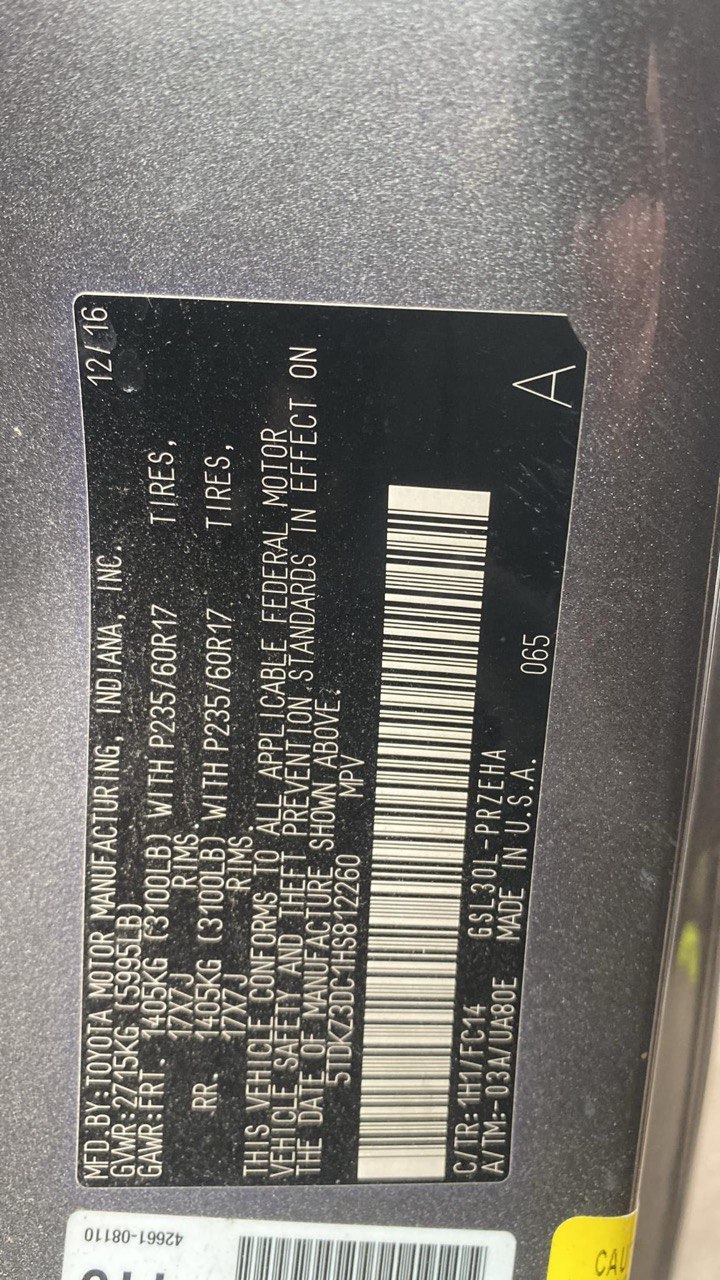 MFD.BY:TOYOTA MOTOR MANUFACTURING, INDIANA, INC. 12/16
GVWR:2715KG (5995LB)
GAWR:FRT. 1405KG (3100LB) WITH P235/60R17 TIRES,
17X7J RIMS.
RR. 1405KG (3100LB) WITH P235/60R17 TIRES,
17X7J RIMS.
THIS VEHICLE CONFORMS TO ALL APPLICABLE FEDERAL MOTOR
VEHICLE SAFETY AND THEFT PREVENTION STANDARDS IN EFFECT ON
THE DATE OF MANUFACTURE SHOWN ABOVE.
5TDKZ3DC1HS812260 MPV
C/TR:1H1/FC14 GSL30L-PRZEHA A
A/TM:-03A/UA80E MADE IN U.S.A. 065
42661-08110